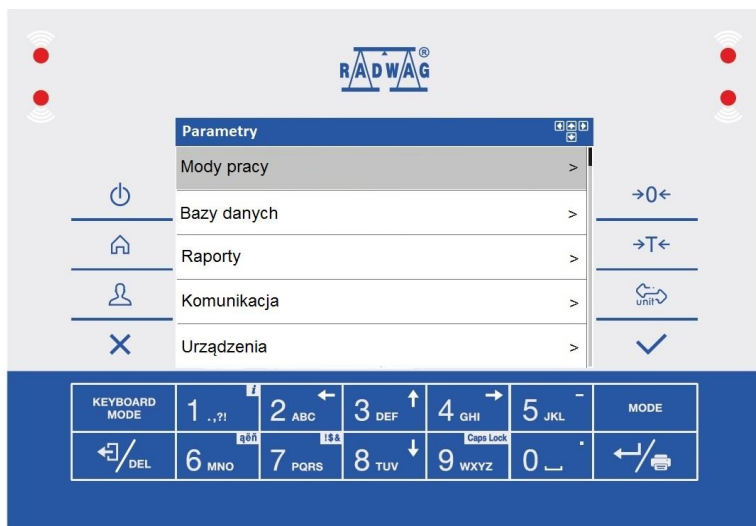 RADWAG®
Parametry
Mody pracy >
Bazy danych >
Raporty >
Komunikacja >
Urządzenia >
→0←
→T←
unit
KEYBOARD MODE
1 .,?! i
2 ABC ←
3 DEF ↑
4 GHI →
5 JKL -
MODE
/DEL
6 MNO ąëñ
7 PQRS !$&
8 TUV ↓
9 WXYZ Caps Lock
0 .